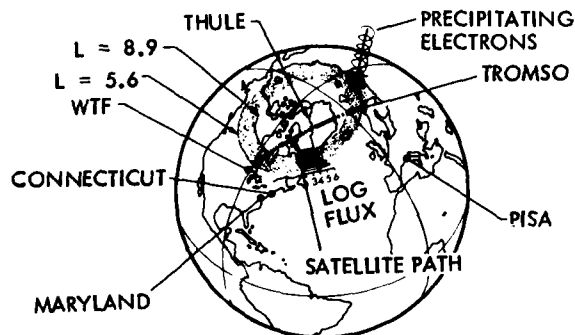 THULE
PRECIPITATING
ELECTRONS
L = 8.9
L = 5.6
TROMSO
WTF
CONNECTICUT
3456
LOG
FLUX
PISA
SATELLITE PATH
MARYLAND